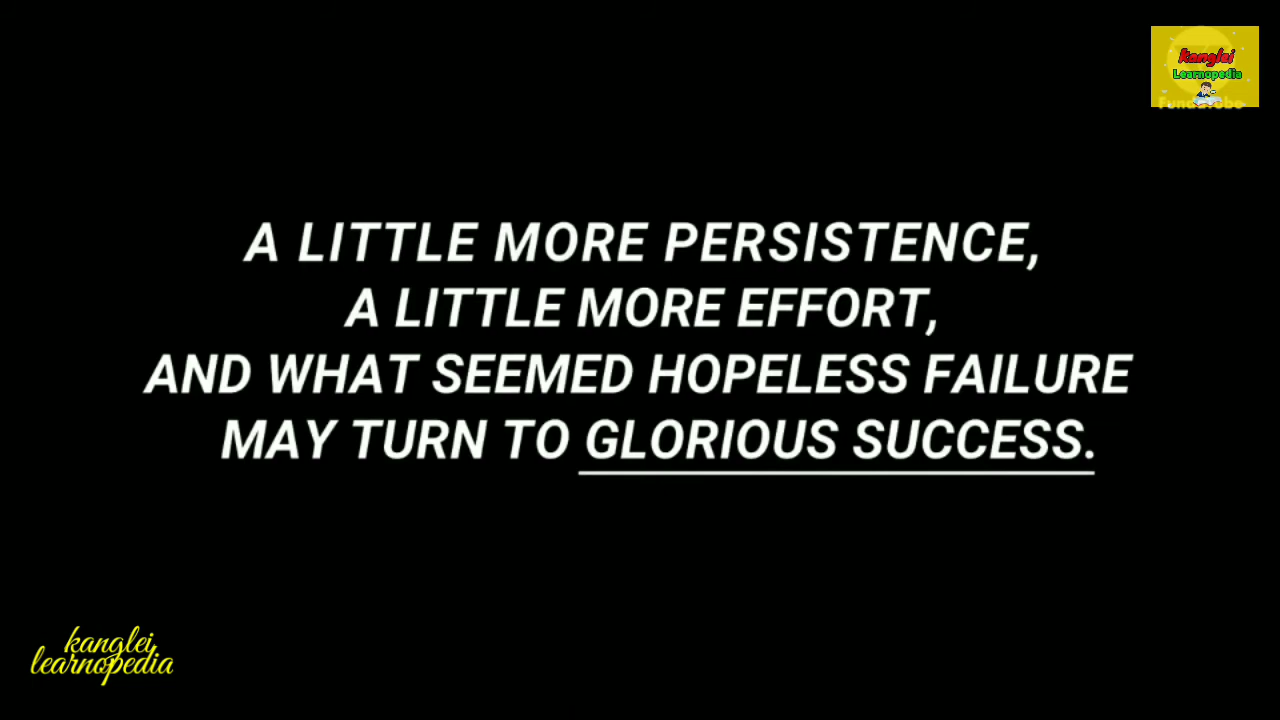 kanglei
Learnopedia
A LITTLE MORE PERSISTENCE,
A LITTLE MORE EFFORT,
AND WHAT SEEMED HOPELESS FAILURE
MAY TURN TO GLORIOUS SUCCESS.
kanglei
learnopedia